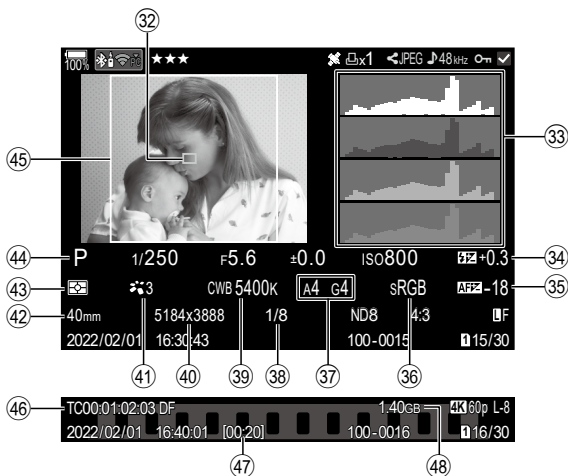 32
100% PC ★★★ x1 JPEG 48kHz
45
33
44 P 1/250 F5.6 ±0.0 ISO800 +0.3 34
43 3 CWB5400K A4 G4 sRGB AF -18 35
42 40mm 5184x3888 1/8 ND8 4:3 LF
2022/02/01 16:30:43 100-0015 1 15/30
41 40 39 38 37 36
46 TC00:01:02:03 DF 1.40GB 4K 60p L-8
2022/02/01 16:40:01 [00:20] 100-0016 1 16/30
47 48